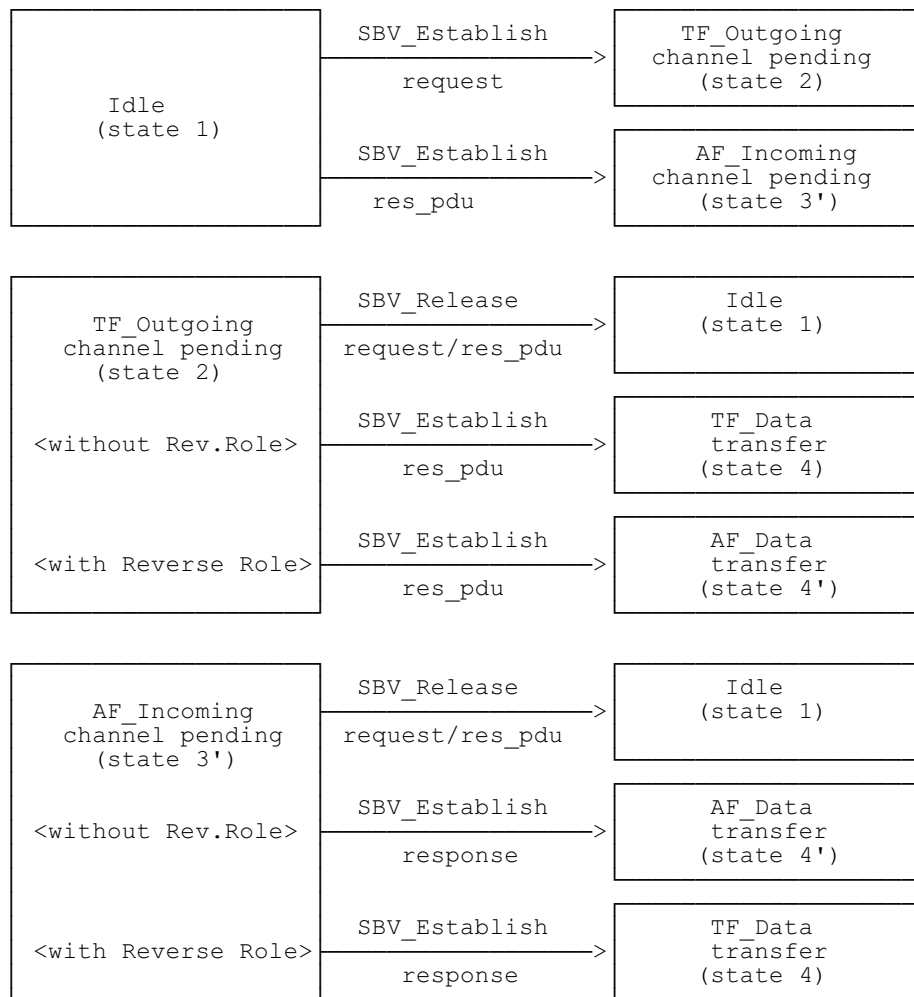 SBV_Establish
TF_Outgoing
channel pending
request
(state 2)
Idle
(state 1)
SBV_Establish
AF_Incoming
channel pending
res_pdu
(state 3')
SBV_Release
Idle
TF_Outgoing
(state 1)
channel pending
request/res_pdu
(state 2)
SBV_Establish
TF_Data
<without Rev.Role>
transfer
res_pdu
(state 4)
SBV_Establish
AF_Data
<with Reverse Role>
transfer
res_pdu
(state 4')
SBV_Release
Idle
AF_Incoming
(state 1)
channel pending
request/res_pdu
(state 3')
SBV_Establish
AF_Data
<without Rev.Role>
transfer
response
(state 4')
SBV_Establish
TF_Data
<with Reverse Role>
transfer
response
(state 4)